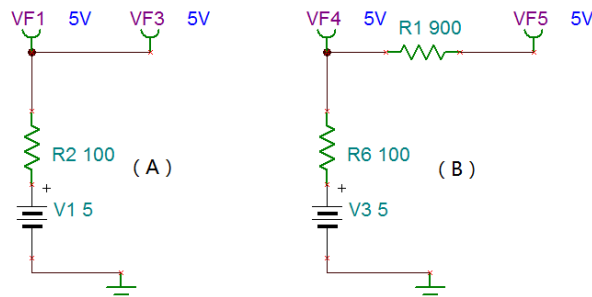 VF1 5V VF3 5V VF4 5V VF5 5V
R1 900
R2 100 (A) R6 100 (B)
+ +
V1 5 V3 5